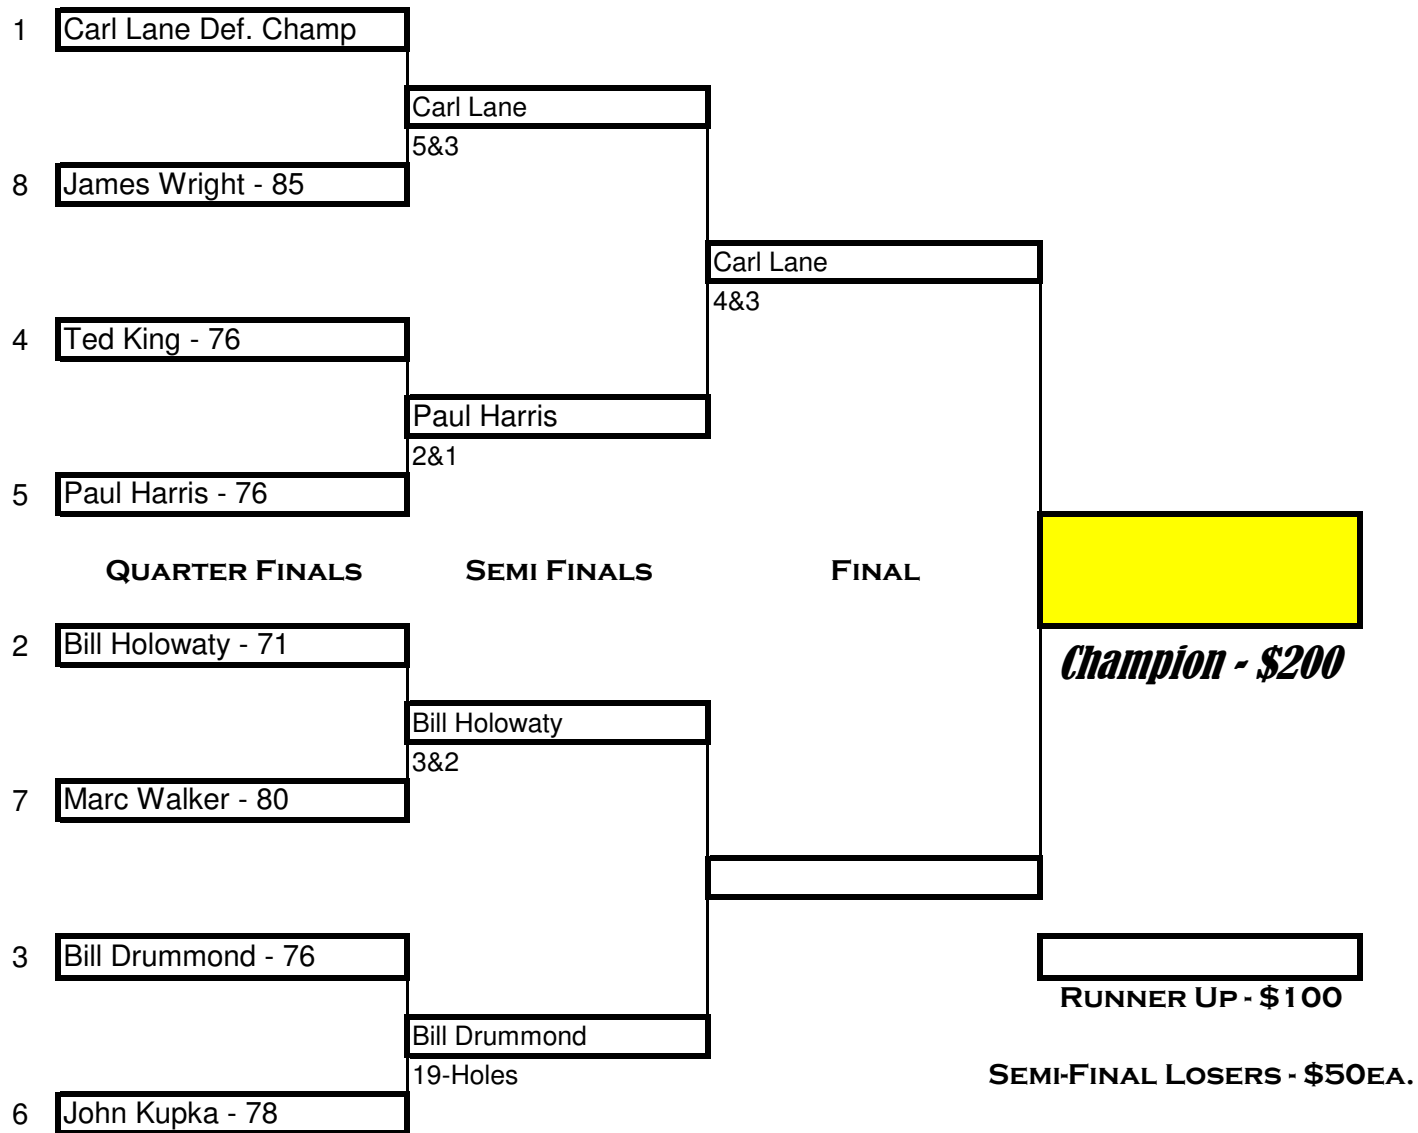 1 Carl Lane Def. Champ
Carl Lane
5&3
8 James Wright - 85
Carl Lane
4&3
4 Ted King - 76
Paul Harris
2&1
5 Paul Harris - 76
QUARTER FINALS SEMI FINALS FINAL
2 Bill Holowaty - 71
Champion - $200
Bill Holowaty
3&2
7 Marc Walker - 80
3 Bill Drummond - 76
RUNNER UP - $100
Bill Drummond
19-Holes
SEMI-FINAL LOSERS - $50EA.
6 John Kupka - 78